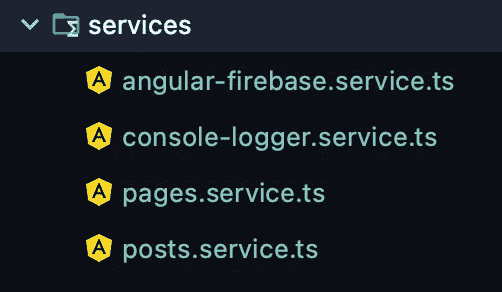 services
angular-firebase.service.ts
console-logger.service.ts
pages.service.ts
posts.service.ts